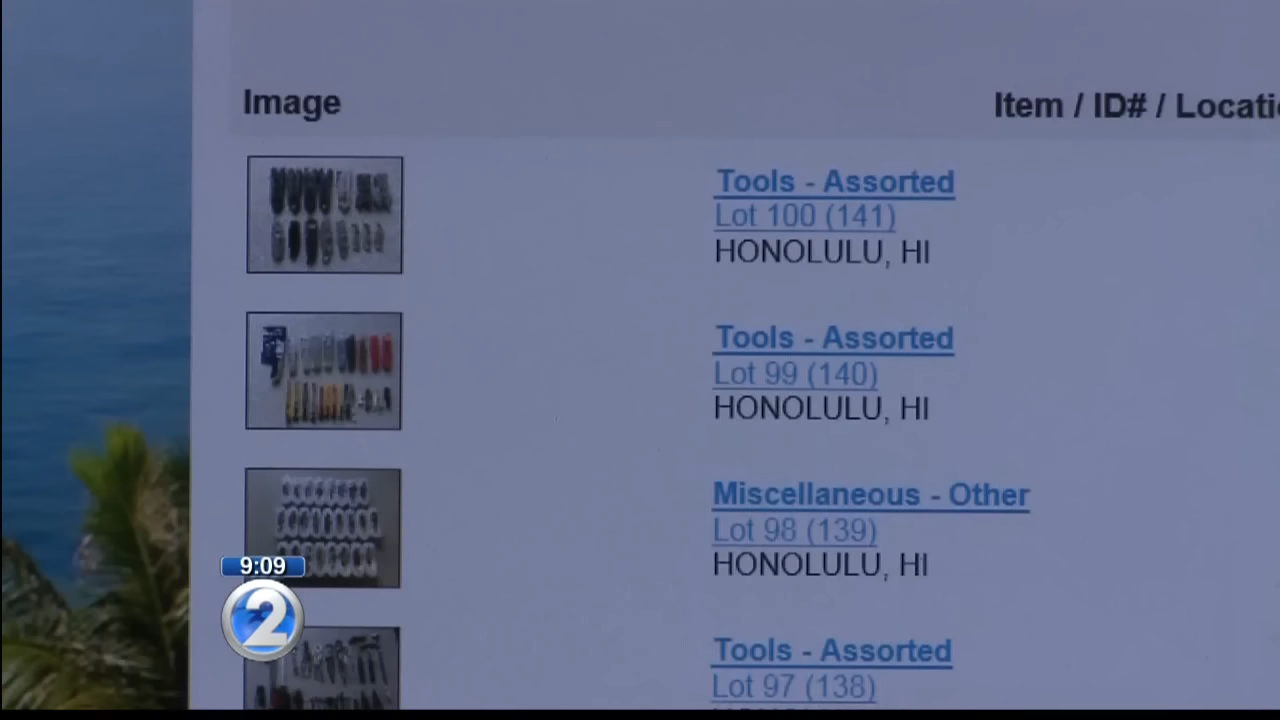 Image
Item / ID# / Locati
Tools - Assorted
Lot 100 (141)
HONOLULU, HI
Tools - Assorted
Lot 99 (140)
HONOLULU, HI
Miscellaneous - Other
Lot 98 (139)
HONOLULU, HI
9:09
2
Tools - Assorted
Lot 97 (138)